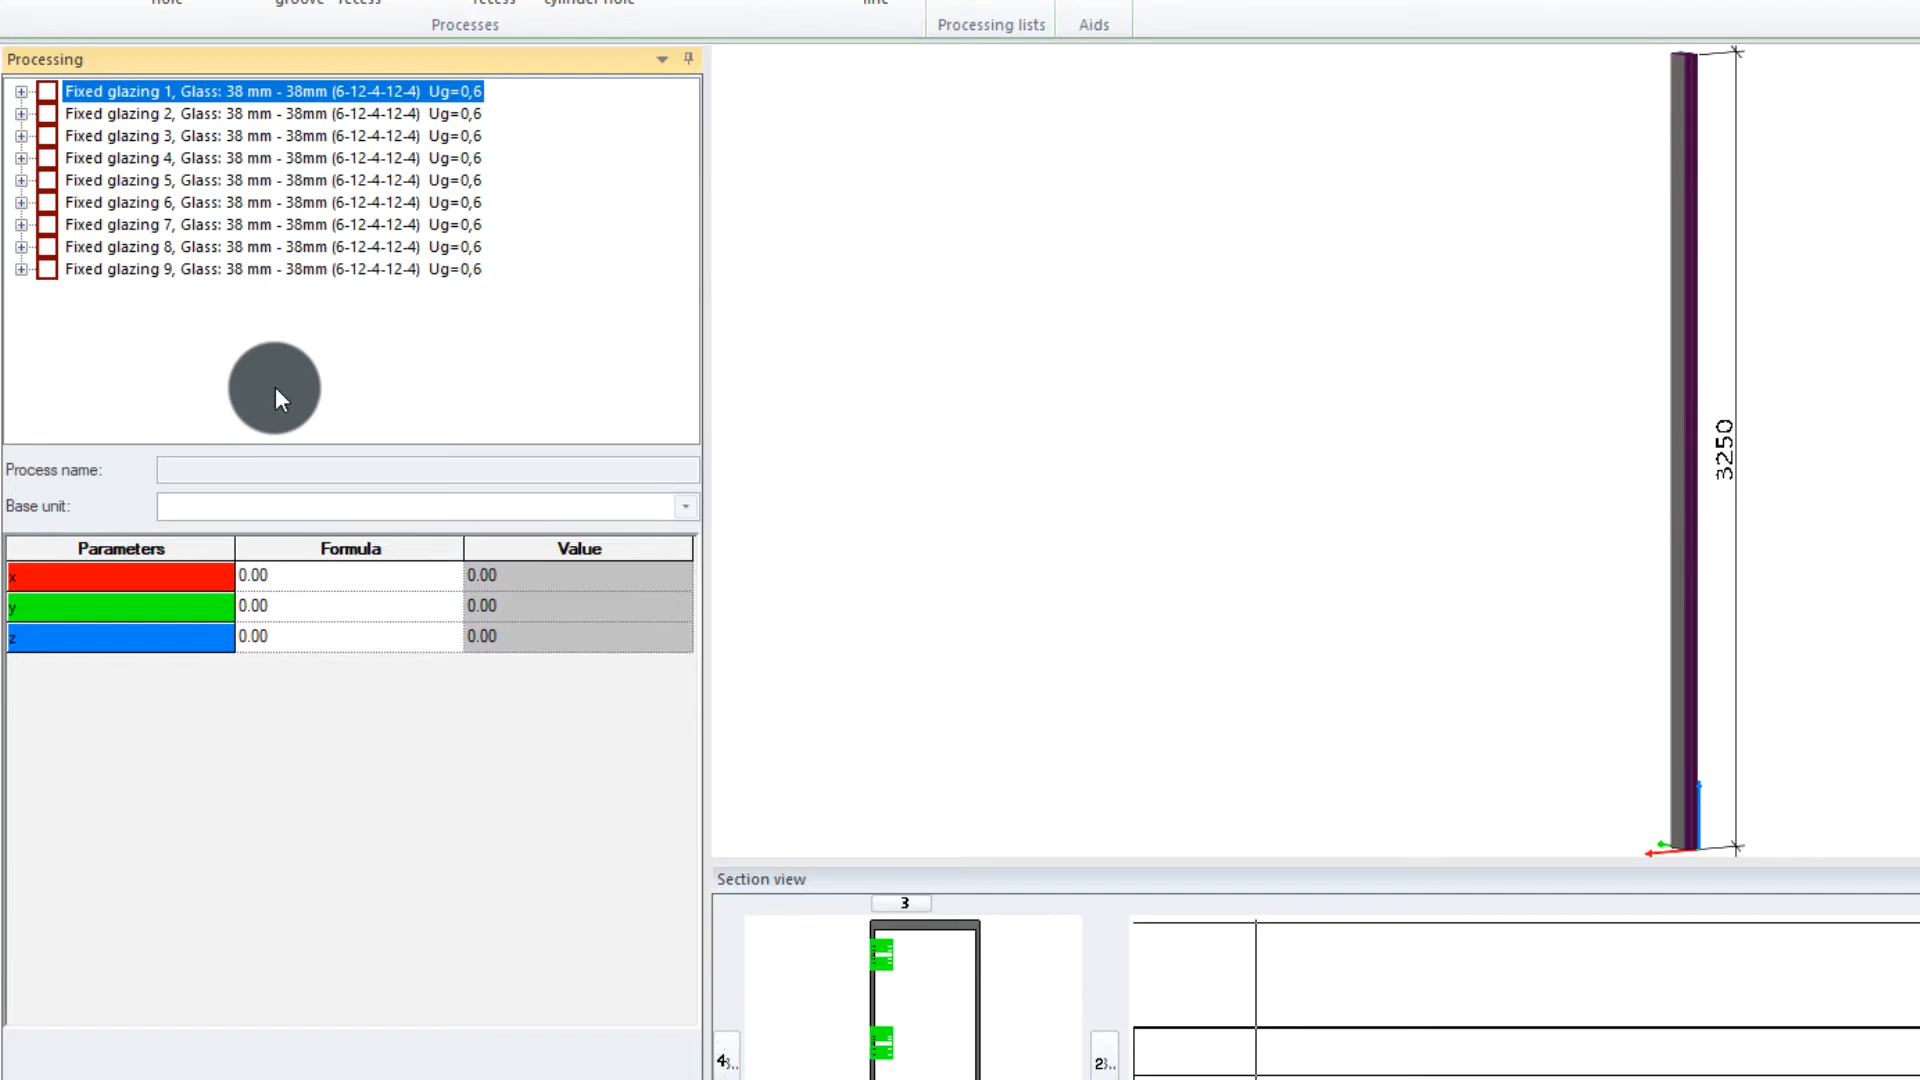 hole groove recess recess cylinder hole line
Processes Processing lists Aids
Processing
Fixed glazing 1, Glass: 38 mm - 38mm (6-12-4-12-4) Ug=0,6
Fixed glazing 2, Glass: 38 mm - 38mm (6-12-4-12-4) Ug=0,6
Fixed glazing 3, Glass: 38 mm - 38mm (6-12-4-12-4) Ug=0,6
Fixed glazing 4, Glass: 38 mm - 38mm (6-12-4-12-4) Ug=0,6
Fixed glazing 5, Glass: 38 mm - 38mm (6-12-4-12-4) Ug=0,6
Fixed glazing 6, Glass: 38 mm - 38mm (6-12-4-12-4) Ug=0,6
Fixed glazing 7, Glass: 38 mm - 38mm (6-12-4-12-4) Ug=0,6
Fixed glazing 8, Glass: 38 mm - 38mm (6-12-4-12-4) Ug=0,6
Fixed glazing 9, Glass: 38 mm - 38mm (6-12-4-12-4) Ug=0,6
Process name:
Base unit:
Parameters Formula Value
x 0.00 0.00
y 0.00 0.00
z 0.00 0.00
3250
Section view
3